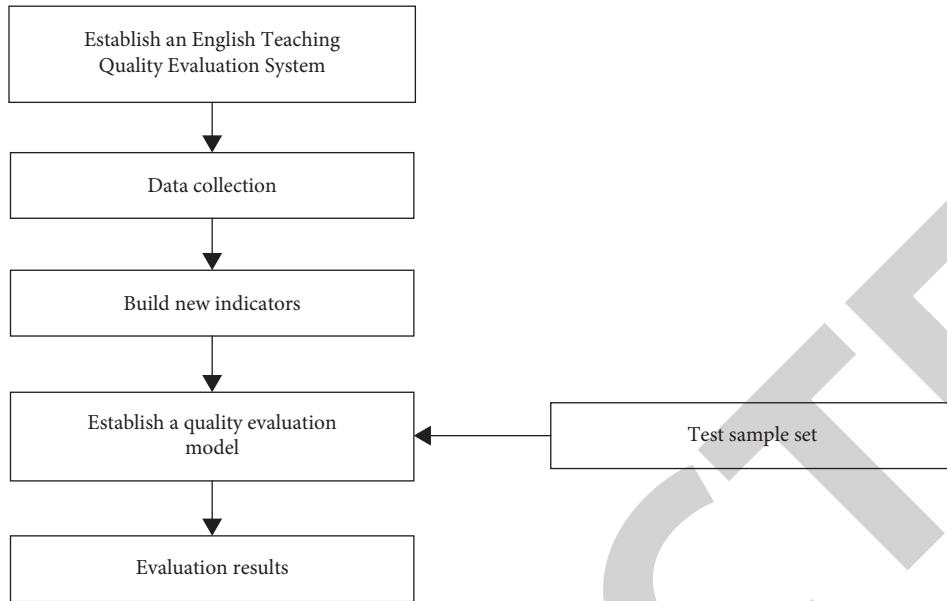 Establish an English Teaching
Quality Evaluation System
Data collection
Build new indicators
Establish a quality evaluation
model
Test sample set
Evaluation results